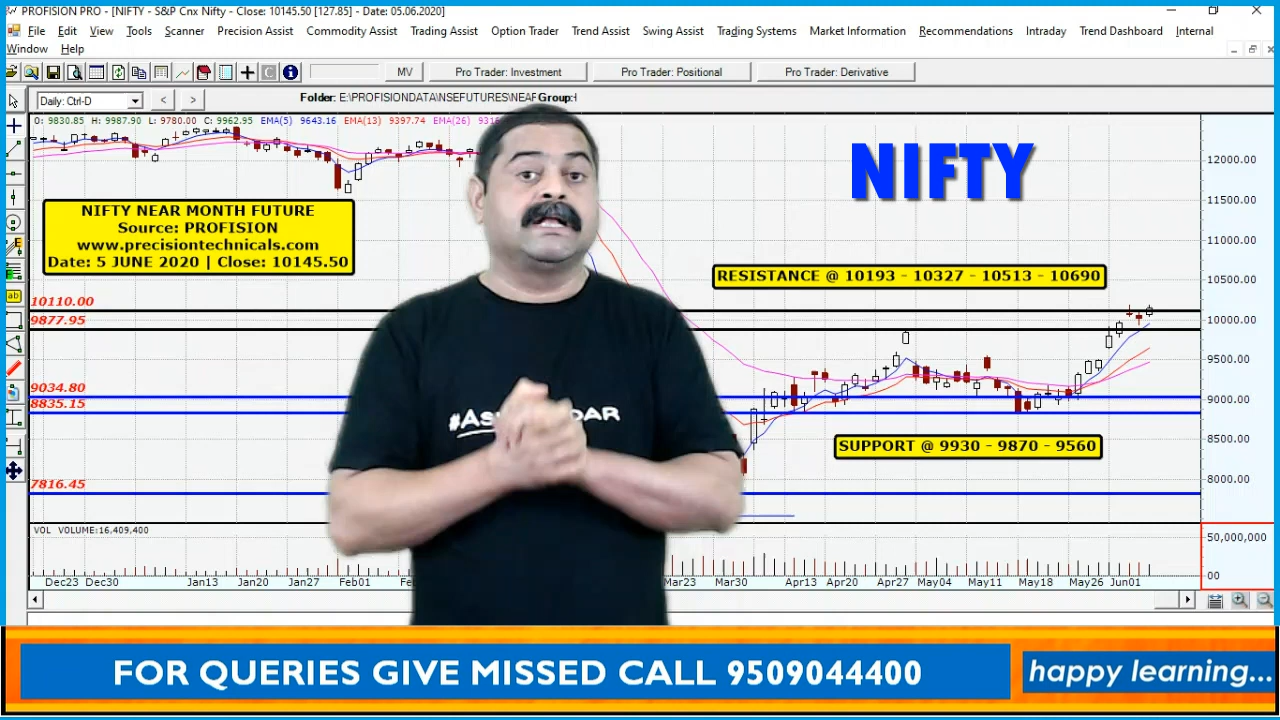 PROFISION PRO - [NIFTY - S&P Cnx Nifty - Close: 10145.50 [127.85] - Date: 05.06.2020]
File Edit View Tools Scanner Precision Assist Commodity Assist Trading Assist Option Trader Trend Assist Swing Assist Trading Systems Market Information Recommendations Intraday Trend Dashboard Internal
Window Help
MV Pro Trader: Investment Pro Trader: Positional Pro Trader: Derivative
Daily: Ctrl-D < > Folder: E:\PROFISIONDATA\NSEFUTURES\NEAR Group:
O: 9830.85 H: 9987.90 L: 9780.00 C: 9962.95 EMA(5) 9643.16 EMA(13) 9397.74 EMA(26)
NIFTY
12000.00
11500.00
11000.00
10500.00
10000.00
9500.00
9000.00
8500.00
8000.00
NIFTY NEAR MONTH FUTURE
Source: PROFISION
www.precisiontechnicals.com
Date: 5 JUNE 2020 | Close: 10145.50
RESISTANCE @ 10193 - 10327 - 10513 - 10690
10110.00
9877.95
9034.80
8835.15
SUPPORT @ 9930 - 9870 - 9560
7816.45
VOL VOLUME:16,409,400
50,000,000
00
Dec23 Dec30 Jan13 Jan20 Jan27 Feb01 Mar23 Mar30 Apr13 Apr20 Apr27 May04 May11 May18 May26 Jun01
FOR QUERIES GIVE MISSED CALL 9509044400
happy learning...